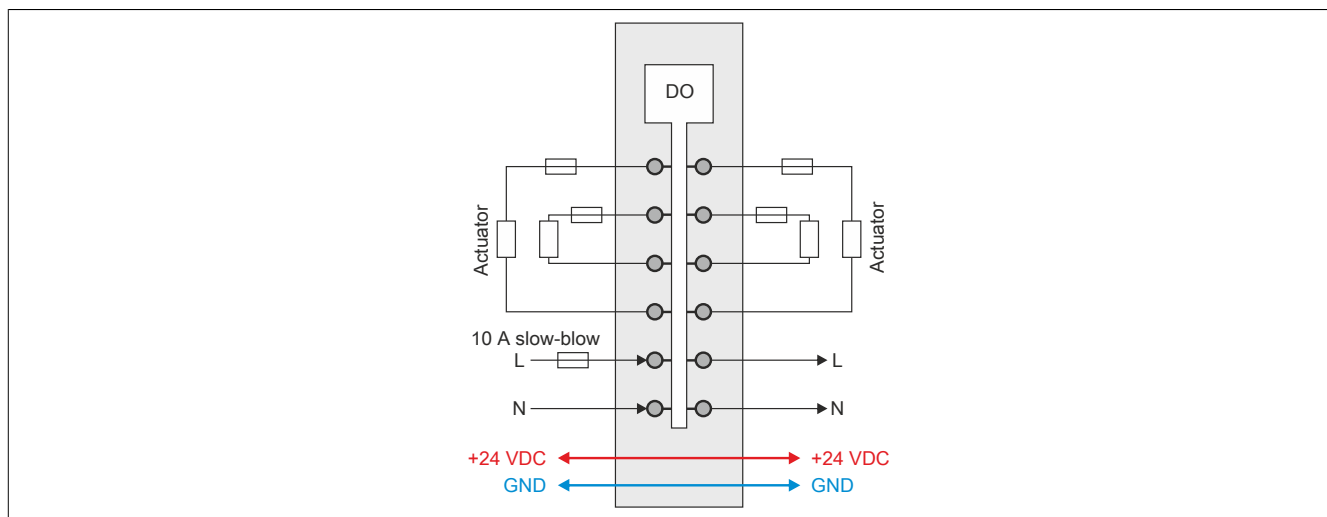 DO
Actuator
Actuator
10 A slow-blow
L
L
N
N
+24 VDC
+24 VDC
GND
GND